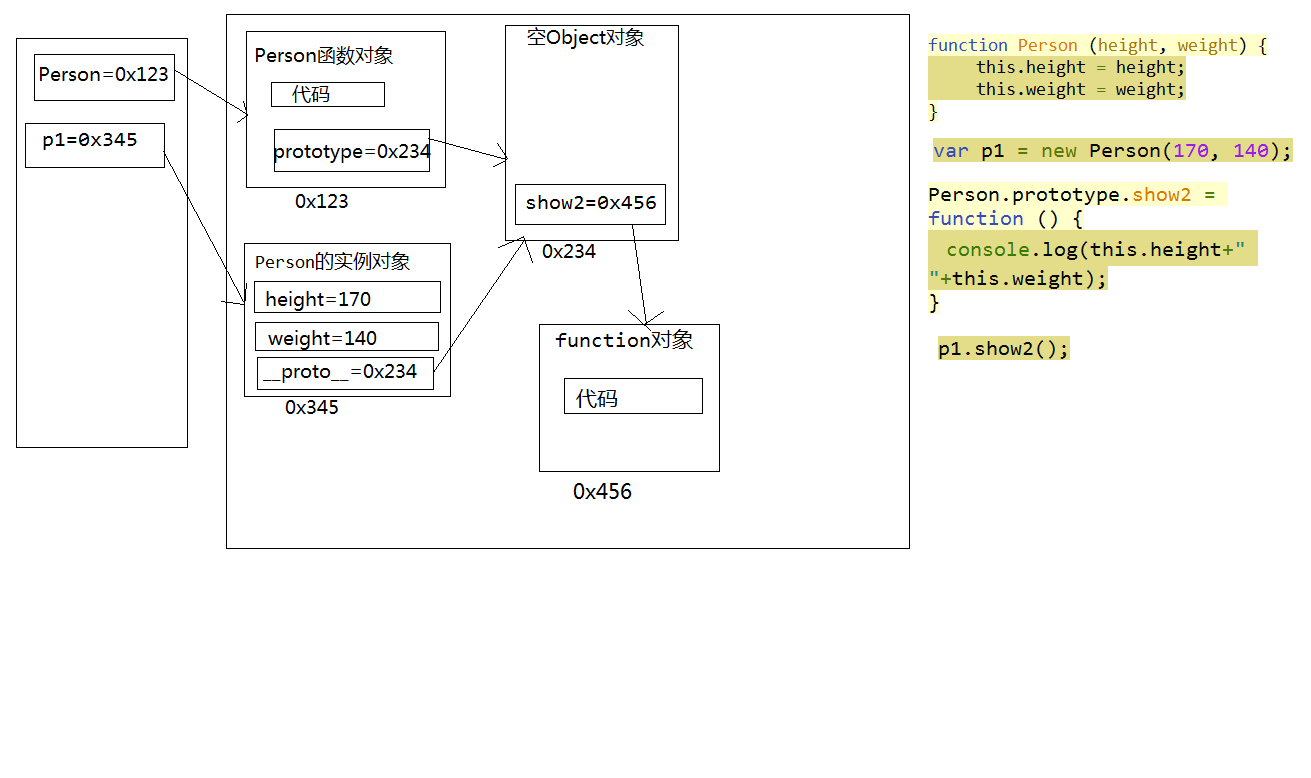 Person=0x123
p1=0x345
Person函数对象
代码
prototype=0x234
0x123
Person的实例对象
height=170
weight=140
__proto__=0x234
0x345
空Object对象
show2=0x456
0x234
function对象
代码
0x456
function Person (height, weight) {
this.height = height;
this.weight = weight;
}
var p1 = new Person(170, 140);
Person.prototype.show2 =
function () {
console.log(this.height+"
"+this.weight);
}
p1.show2();